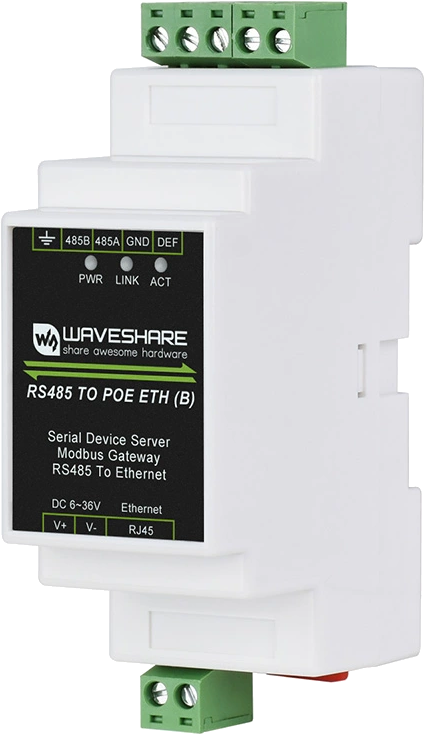 485B 485A GND DEF
PWR LINK ACT
WAVESHARE
share awesome hardware
RS485 TO POE ETH (B)
Serial Device Server
Modbus Gateway
RS485 To Ethernet
DC 6~36V Ethernet
V+ V- RJ45